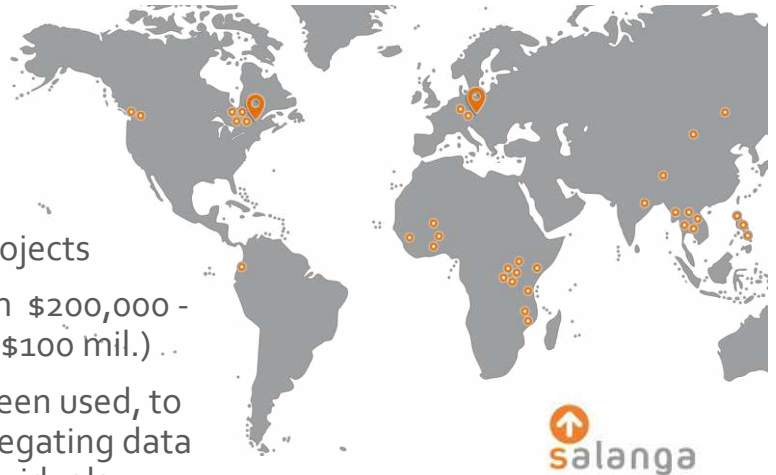 ojects
$200,000 -
$100 mil.)
een used, to
egating data
salanga